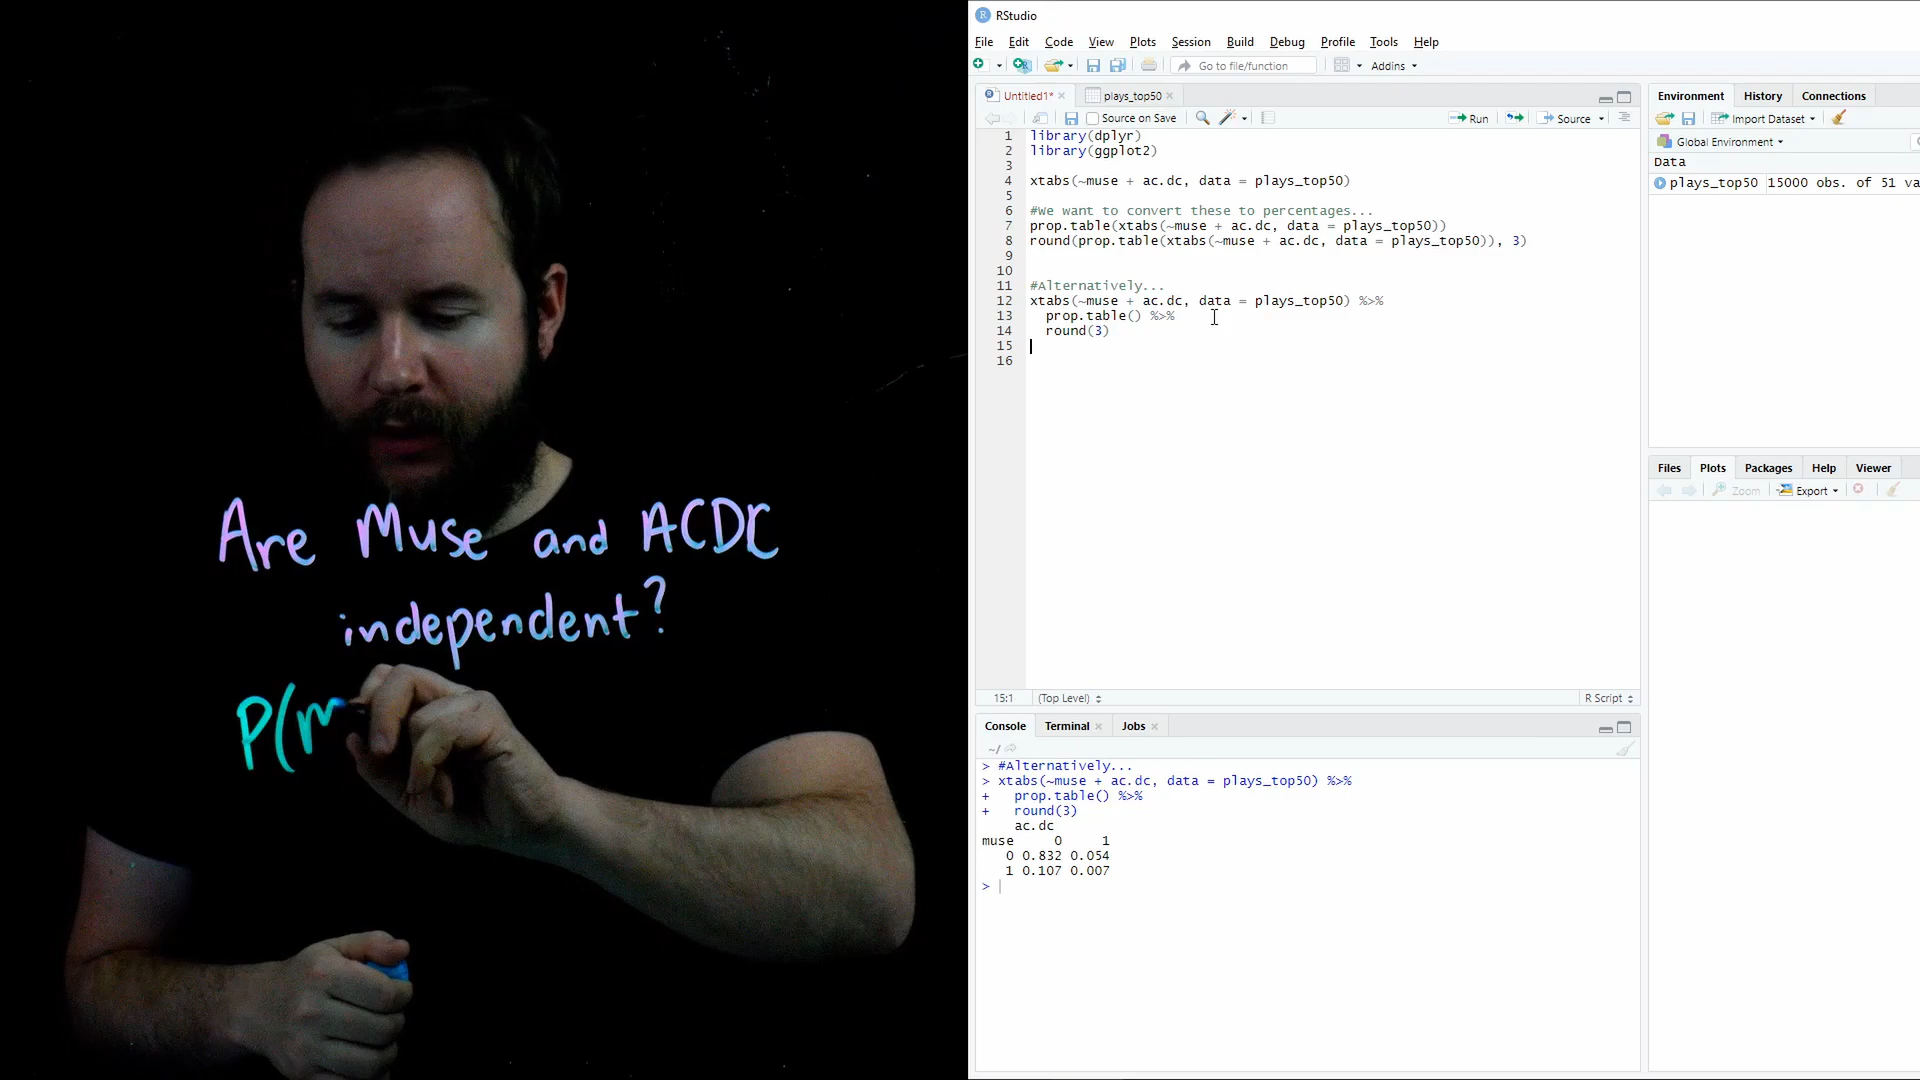 Are Muse and ACDC
independent?
P(m
RStudio
File Edit Code View Plots Session Build Debug Profile Tools Help
Go to file/function Addins
Untitled1* plays_top50
Source on Save Run Source
1 library(dplyr)
2 library(ggplot2)
3
4 xtabs(~muse + ac.dc, data = plays_top50)
5
6 #We want to convert these to percentages...
7 prop.table(xtabs(~muse + ac.dc, data = plays_top50))
8 round(prop.table(xtabs(~muse + ac.dc, data = plays_top50)), 3)
9
10
11 #Alternatively...
12 xtabs(~muse + ac.dc, data = plays_top50) %>%
13 prop.table() %>%
14 round(3)
15
16
15:1 (Top Level) R Script
Console Terminal Jobs
~/
> #Alternatively...
> xtabs(~muse + ac.dc, data = plays_top50) %>%
+ prop.table() %>%
+ round(3)
ac.dc
muse 0 1
0 0.832 0.054
1 0.107 0.007
>
Environment History Connections
Import Dataset
Global Environment
Data
plays_top50 15000 obs. of 51 va
Files Plots Packages Help Viewer
Zoom Export